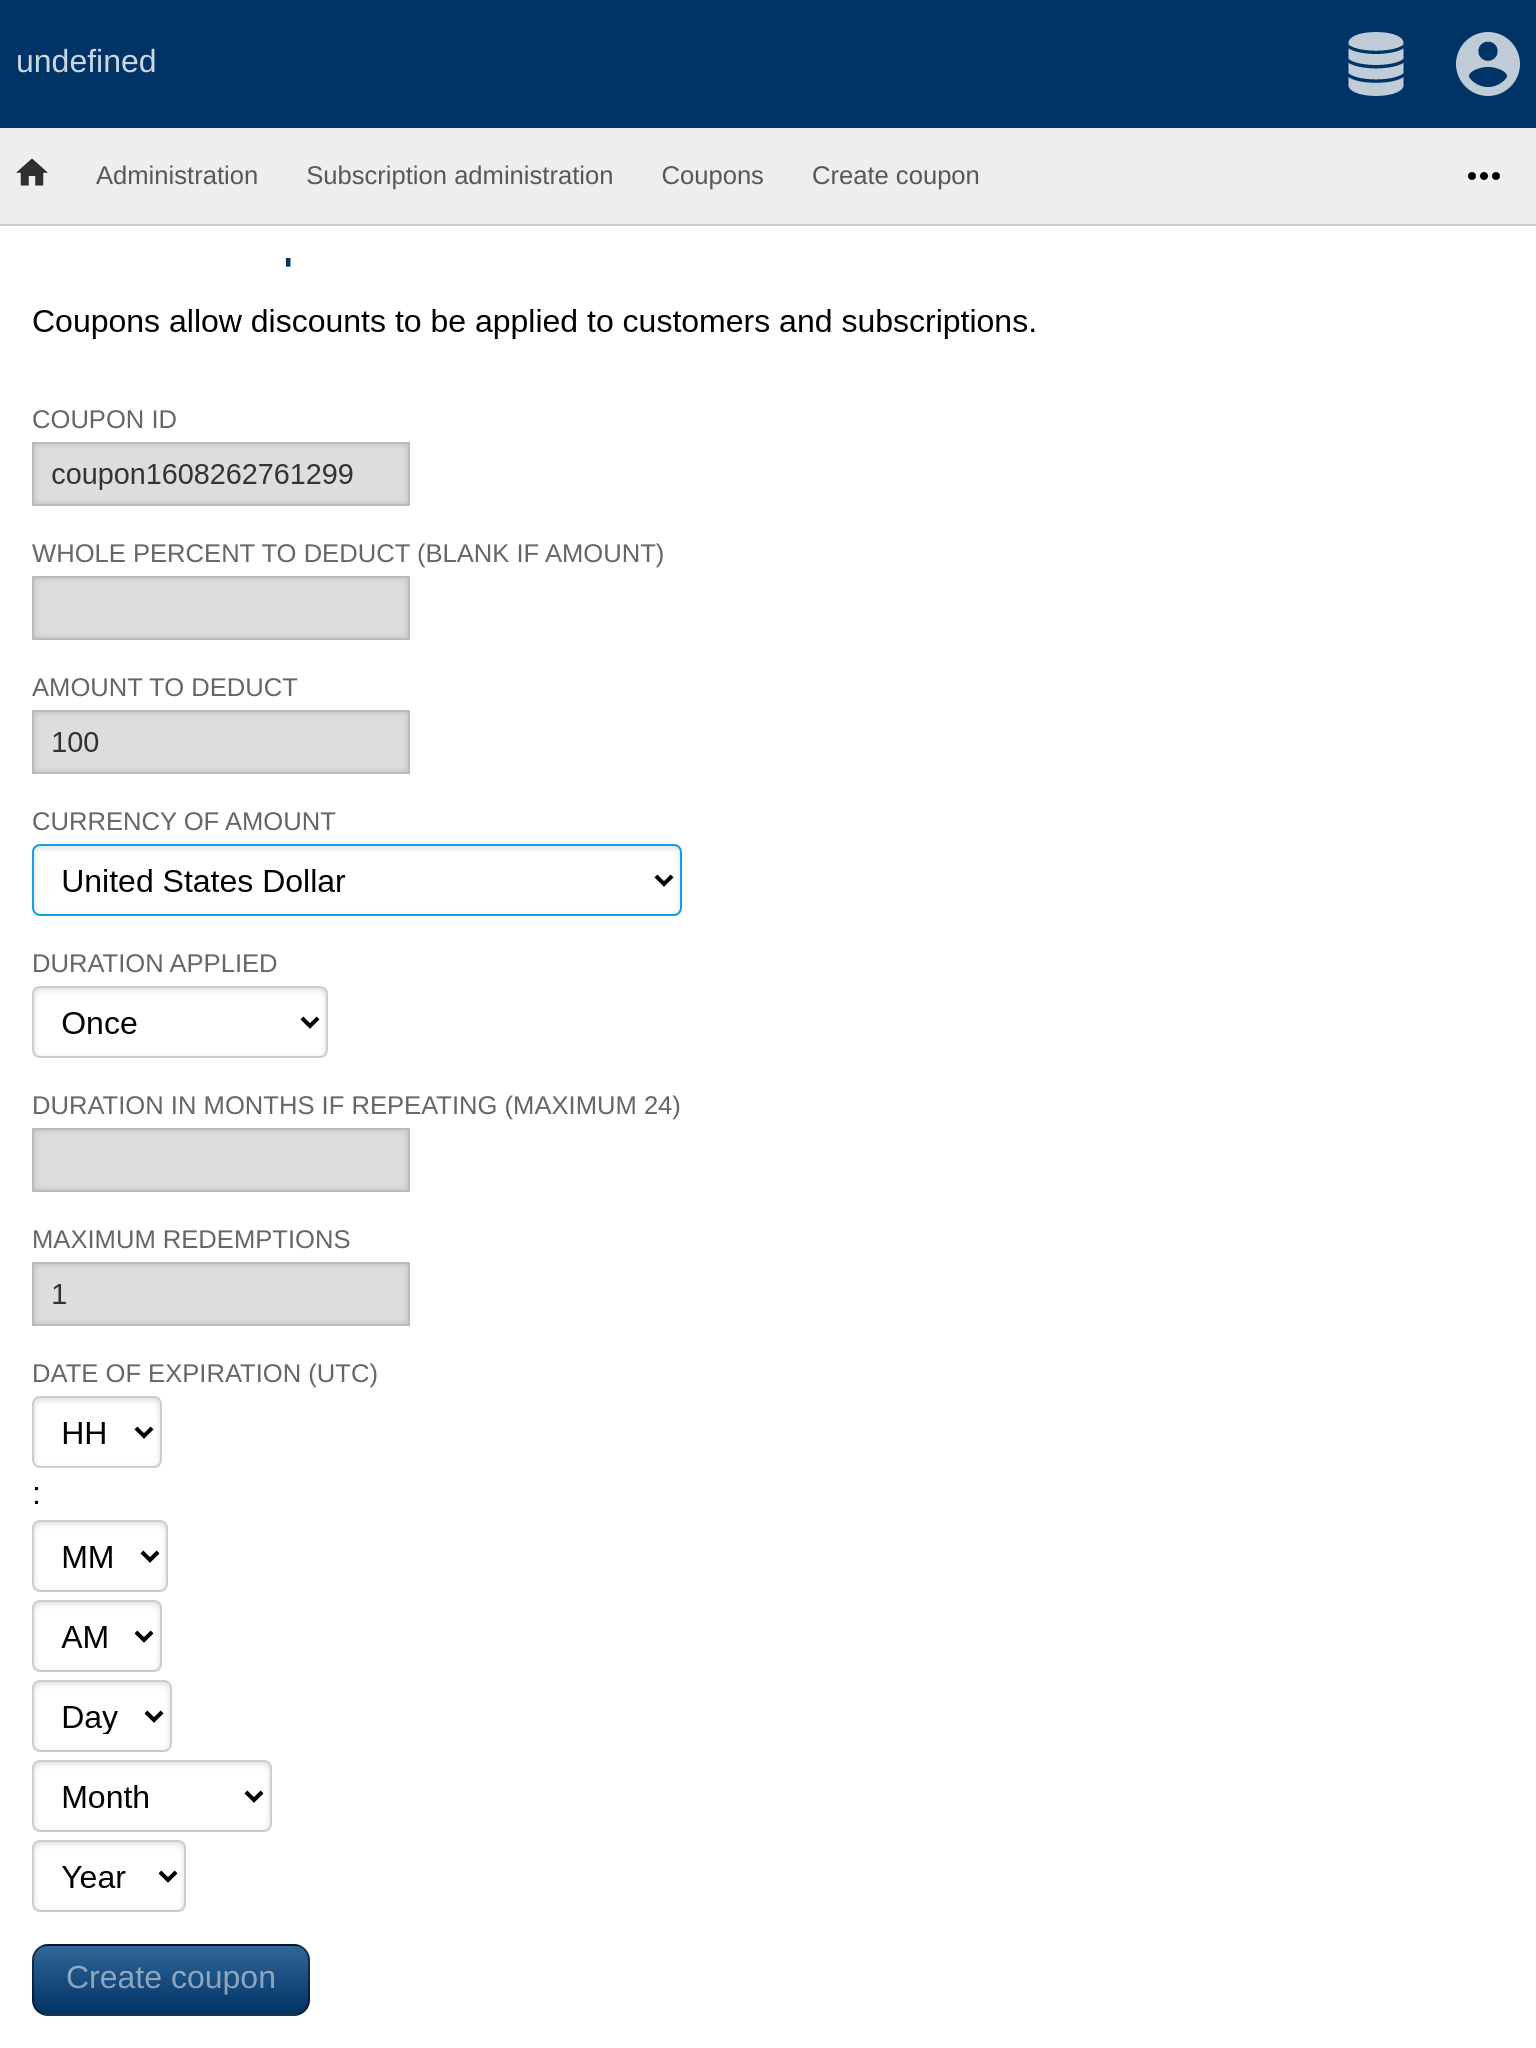 undefined
Administration Subscription administration Coupons Create coupon
Coupons allow discounts to be applied to customers and subscriptions.
COUPON ID
coupon1608262761299
WHOLE PERCENT TO DEDUCT (BLANK IF AMOUNT)
AMOUNT TO DEDUCT
100
CURRENCY OF AMOUNT
United States Dollar
DURATION APPLIED
Once
DURATION IN MONTHS IF REPEATING (MAXIMUM 24)
MAXIMUM REDEMPTIONS
1
DATE OF EXPIRATION (UTC)
HH
:
MM
AM
Day
Month
Year
Create coupon